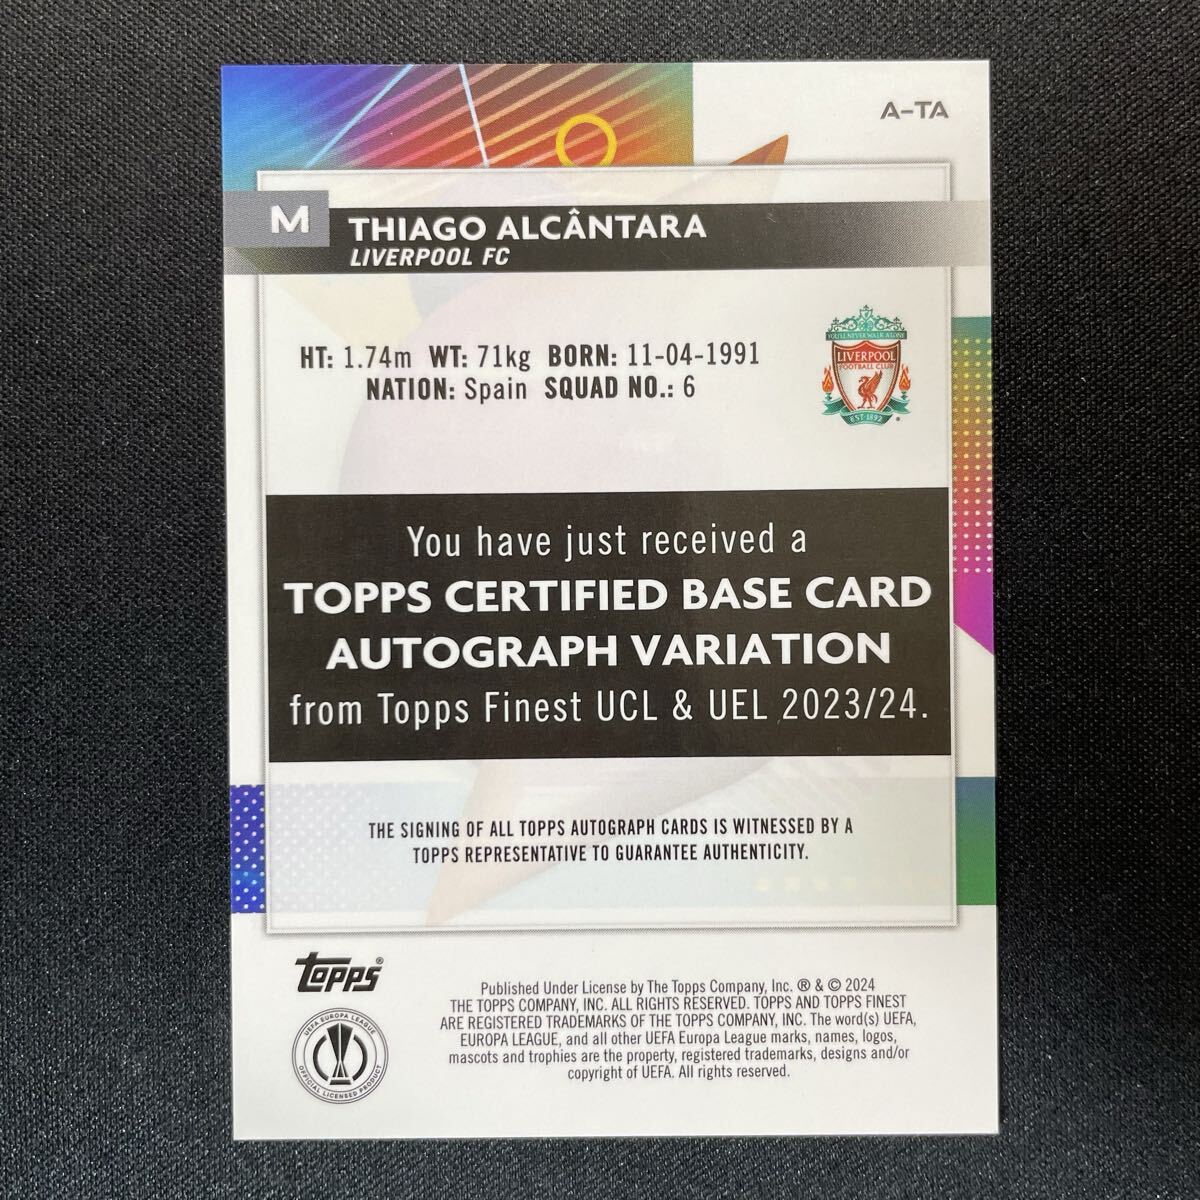 A-TA
M
THIAGO ALCÂNTARA
LIVERPOOL FC
HT: 1.74m WT: 71kg BORN: 11-04-1991
NATION: Spain SQUAD NO.: 6
YOU'LL NEVER WALK ALONE
LIVERPOOL
FOOTBALL CLUB
EST·1892
You have just received a
TOPPS CERTIFIED BASE CARD
AUTOGRAPH VARIATION
from Topps Finest UCL & UEL 2023/24.
THE SIGNING OF ALL TOPPS AUTOGRAPH CARDS IS WITNESSED BY A
TOPPS REPRESENTATIVE TO GUARANTEE AUTHENTICITY.
topps®
UEFA EUROPA LEAGUE
OFFICIAL LICENSED PRODUCT
Published Under License by The Topps Company, Inc. ® & © 2024
THE TOPPS COMPANY, INC. ALL RIGHTS RESERVED. TOPPS AND TOPPS FINEST
ARE REGISTERED TRADEMARKS OF THE TOPPS COMPANY, INC. The word(s) UEFA,
EUROPA LEAGUE, and all other UEFA Europa League marks, names, logos,
mascots and trophies are the property, registered trademarks, designs and/or
copyright of UEFA. All rights reserved.